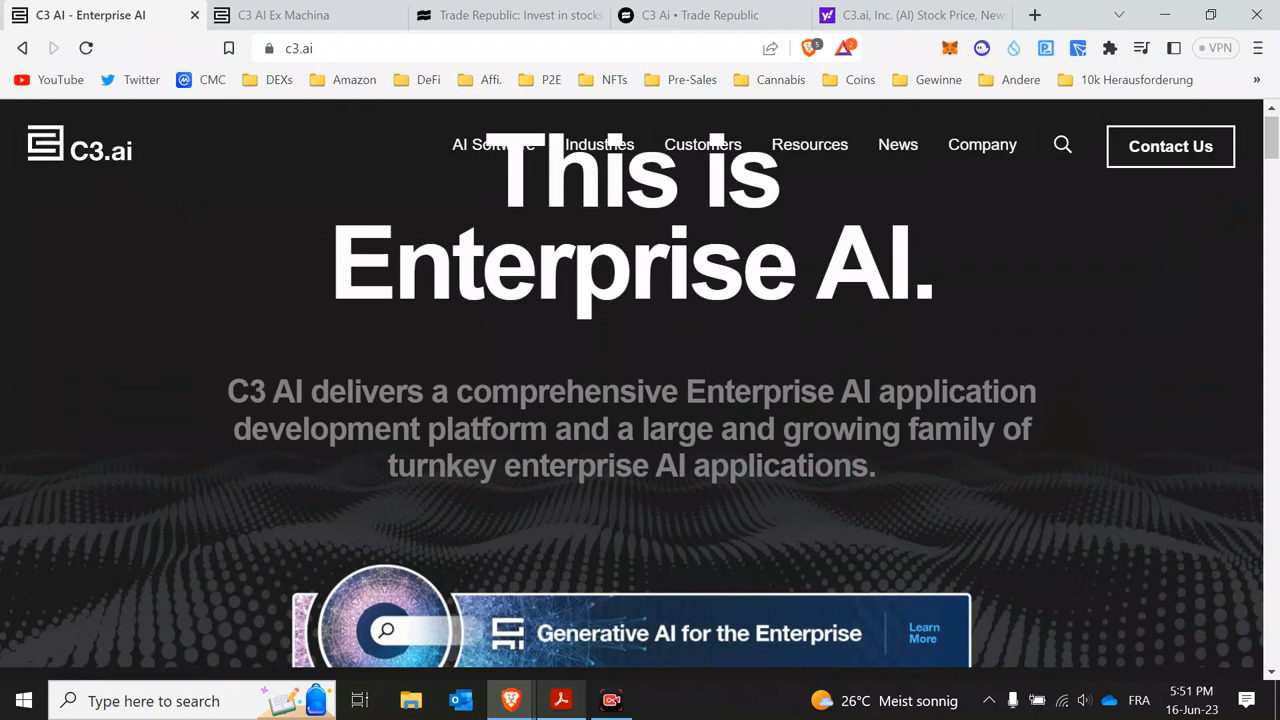 C3 AI - Enterprise AI
C3 AI Ex Machina
Trade Republic: Invest in stocks,
C3 Ai • Trade Republic
C3.ai, Inc. (AI) Stock Price, New
c3.ai
5
2
VPN
YouTube
Twitter
CMC
DEXs
Amazon
DeFi
Affi.
P2E
NFTs
Pre-Sales
Cannabis
Coins
Gewinne
Andere
10k Herausforderung
C3.ai
AI Software
Industries
Customers
Resources
News
Company
Contact Us
This is
Enterprise AI.
C3 AI delivers a comprehensive Enterprise AI application
development platform and a large and growing family of
turnkey enterprise AI applications.
Generative AI for the Enterprise
Learn
More
Type here to search
26°C Meist sonnig
FRA
5:51 PM
16-Jun-23